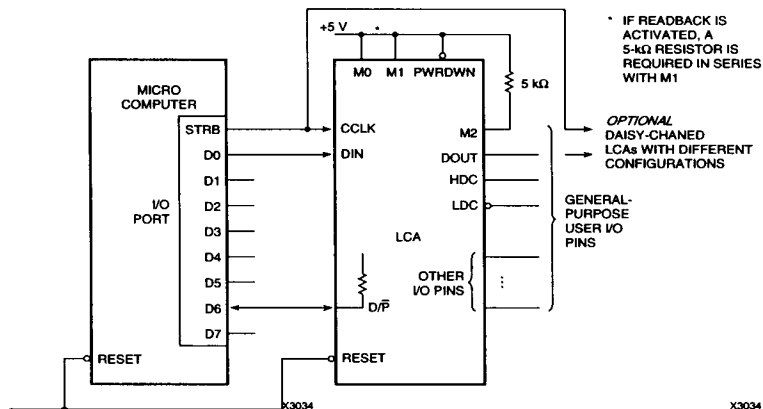 +5 V
*
* IF READBACK IS
ACTIVATED, A
5-kΩ RESISTOR IS
REQUIRED IN SERIES
WITH M1
M0 M1 PWRDWN
5 kΩ
MICRO
COMPUTER
STRB
D0
D1
D2
D3
D4
D5
D6
D7
I/O
PORT
RESET
CCLK
DIN
LCA
D/P̅
RESET
M2
DOUT
HDC
LDC
OTHER
I/O PINS
⋮
OPTIONAL
DAISY-CHANED
LCAs WITH DIFFERENT
CONFIGURATIONS
GENERAL-
PURPOSE
USER I/O
PINS
X3034
X3034